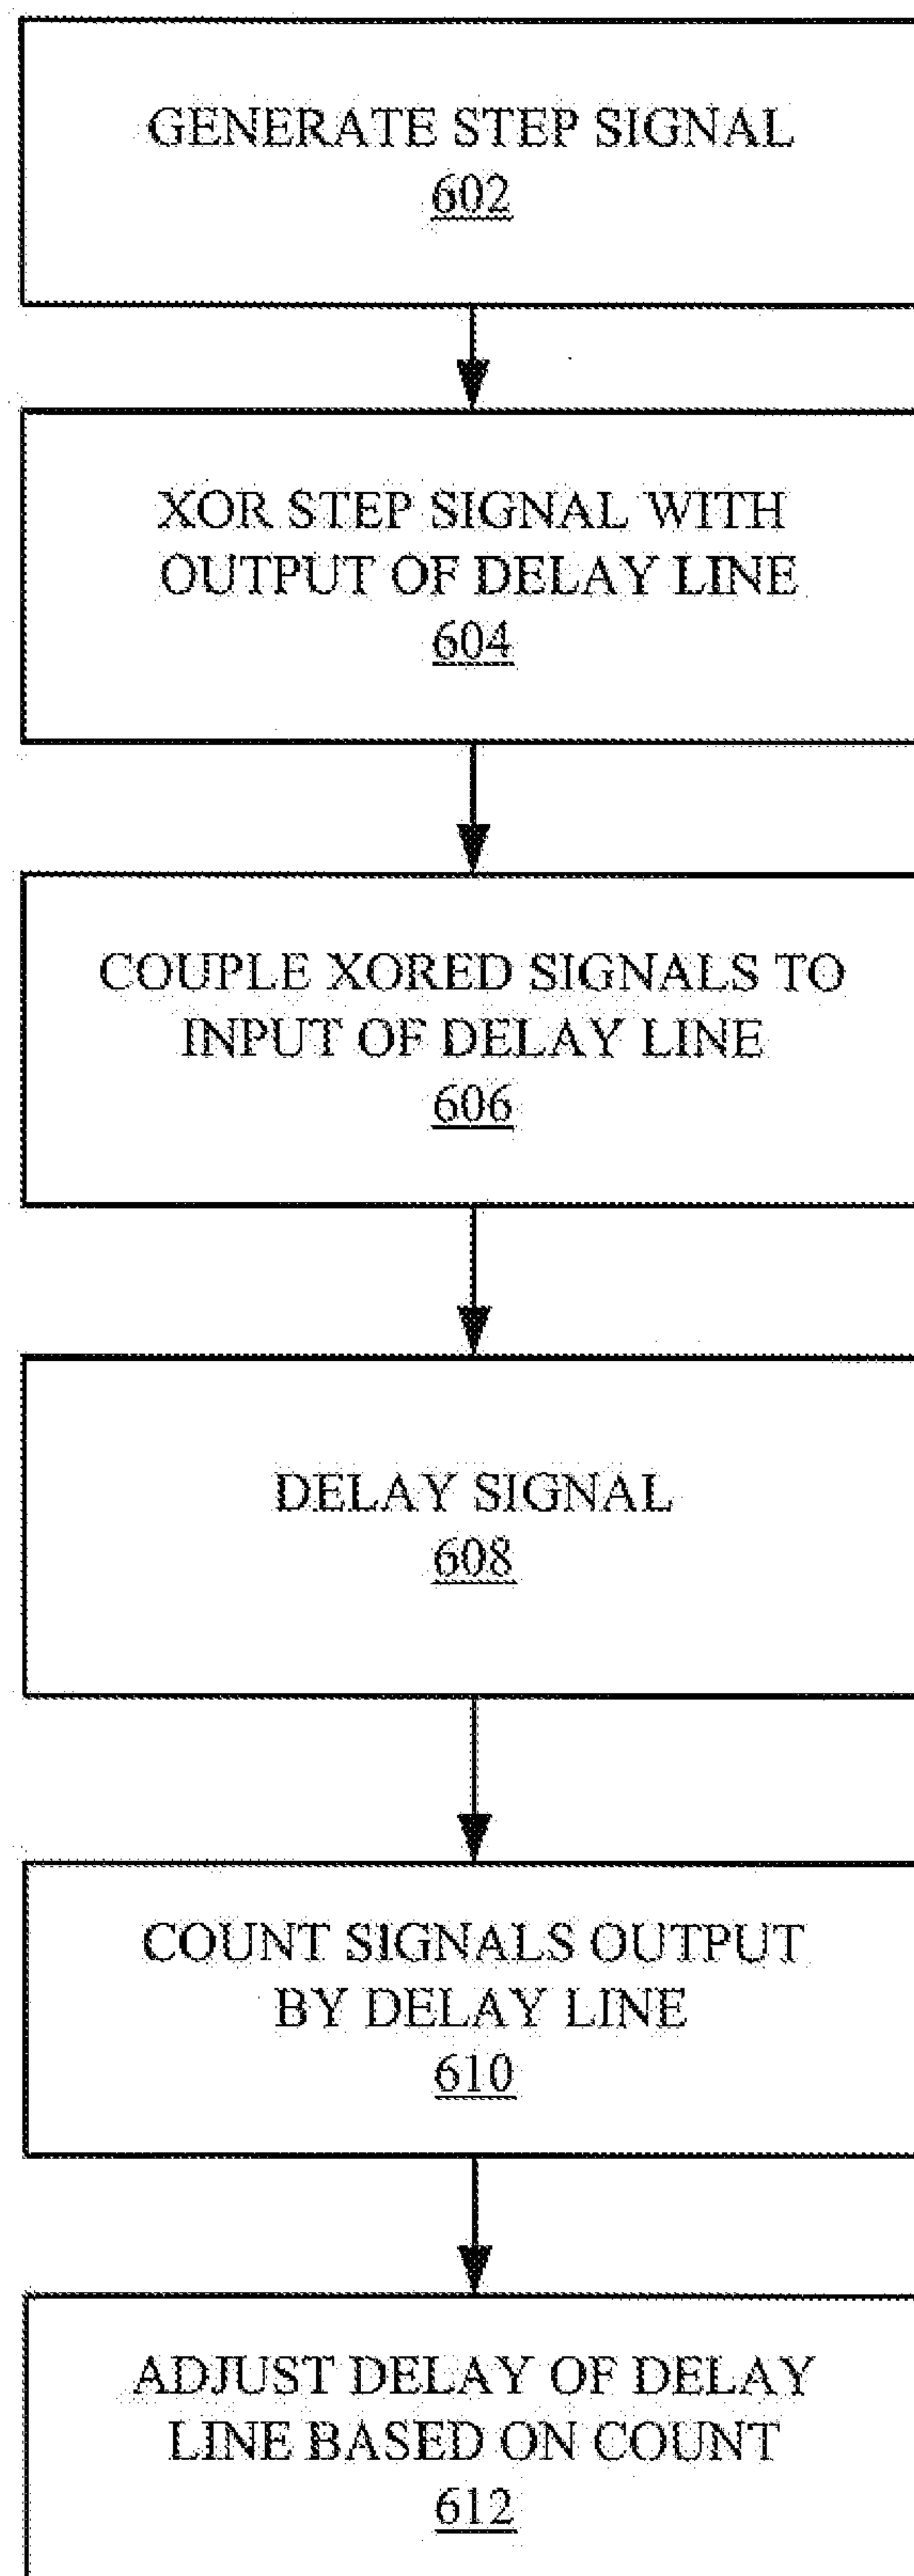 GENERATE STEP SIGNAL
602
XOR STEP SIGNAL WITH
OUTPUT OF DELAY LINE
604
COUPLE XORED SIGNALS TO
INPUT OF DELAY LINE
606
DELAY SIGNAL
608
COUNT SIGNALS OUTPUT
BY DELAY LINE
610
ADJUST DELAY OF DELAY
LINE BASED ON COUNT
612